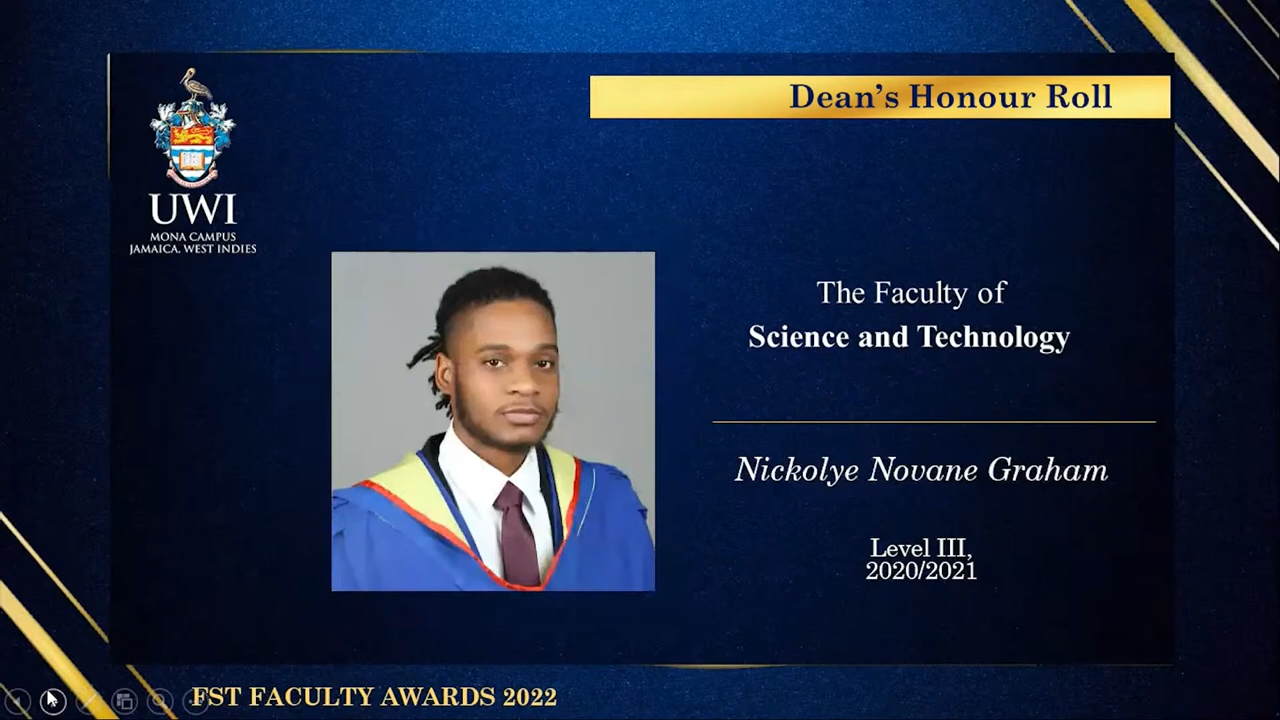 Dean's Honour Roll
UWI
MONA CAMPUS
JAMAICA, WEST INDIES
The Faculty of
Science and Technology
Nickolye Novane Graham
Level III,
2020/2021
FST FACULTY AWARDS 2022